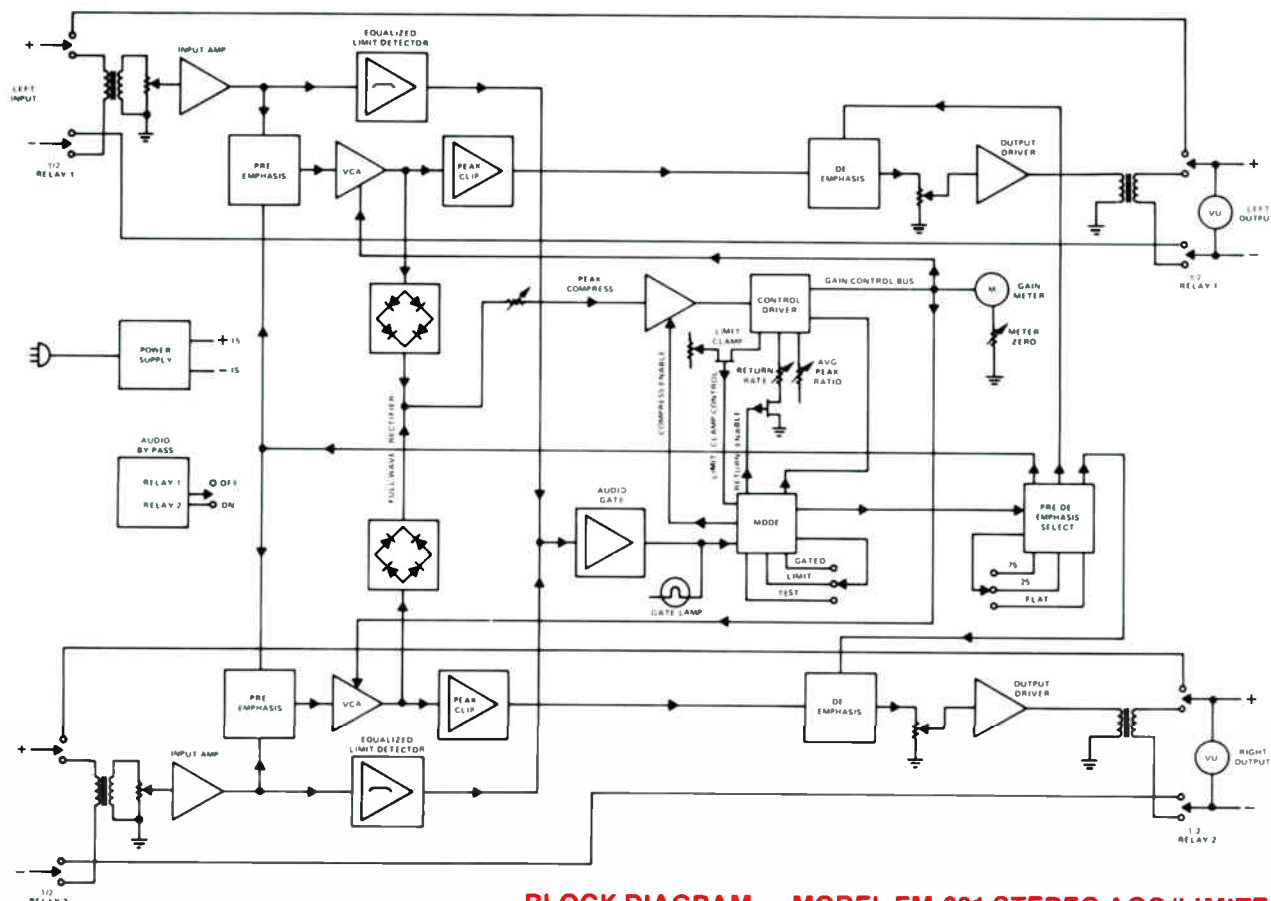 EQUALIZED
LIMIT DETECTOR
INPUT AMP
+
LEFT
INPUT
-
1/2
RELAY 1
PRE
EMPHASIS
VCA
PEAK
CLIP
DE
EMPHASIS
OUTPUT
DRIVER
+
VU
LEFT
OUTPUT
-
1/2
RELAY 1
PEAK
COMPRESS
CONTROL
DRIVER
GAIN CONTROL BUS
M
GAIN
METER
METER
ZERO
POWER
SUPPLY
+ 15
- 15
LIMIT
CLAMP
RETURN
RATE
AVG
PEAK
RATIO
COMPRESS ENABLE
LIMIT CLAMP CONTROL
RETURN ENABLE
FULL WAVE RECTIFIER
AUDIO
BY PASS
RELAY 1
RELAY 2
OFF
ON
AUDIO
GATE
MODE
PRE DE
EMPHASIS
SELECT
GATED
LIMIT
TEST
75
25
FLAT
GATE LAMP
PRE
EMPHASIS
VCA
PEAK
CLIP
DE
EMPHASIS
OUTPUT
DRIVER
+
VU
RIGHT
OUTPUT
-
1/2
RELAY 2
EQUALIZED
LIMIT DETECTOR
INPUT AMP
+
-
1/2